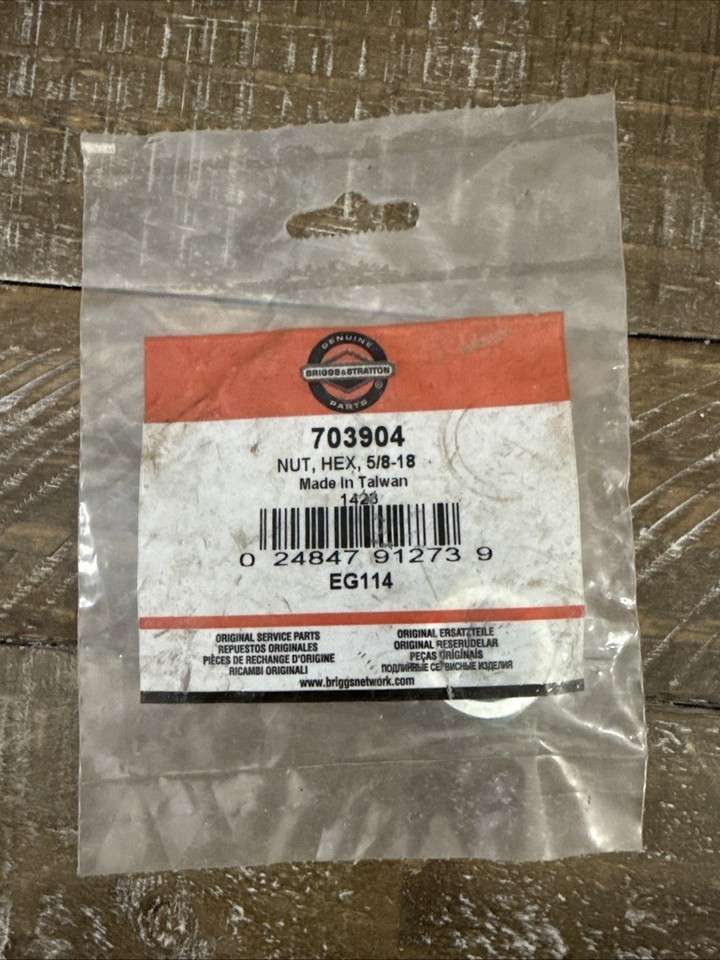 GENUINE
BRIGGS & STRATTON
®
PARTS
703904
NUT, HEX, 5/8-18
Made In Taiwan
0 24847 91273 9
EG114
ORIGINAL SERVICE PARTS
REPUESTOS ORIGINALES
PIÈCES DE RECHANGE D'ORIGINE
RICAMBI ORIGINALI
ORIGINAL ERSATZTEILE
ORIGINAL RESERUDELAR
PEÇAS ORIGINAIS
ПОДЛИННЫЕ СЕРВИСНЫЕ ИЗДЕЛИЯ
www.briggsnetwork.com